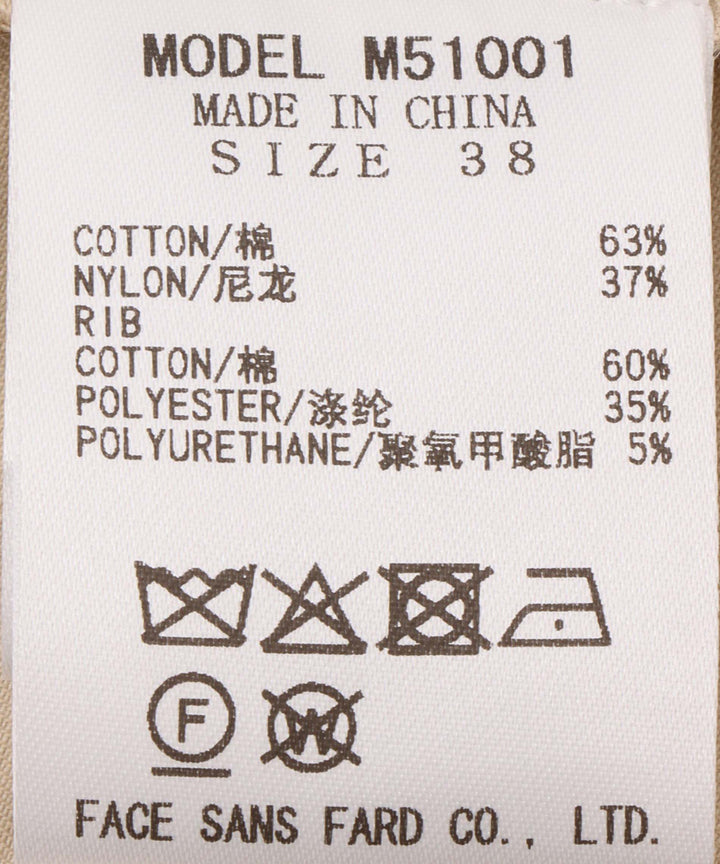 MODEL M51001
MADE IN CHINA
SIZE 38
COTTON/棉 63%
NYLON/尼龙 37%
RIB
COTTON/棉 60%
POLYESTER/涤纶 35%
POLYURETHANE/聚氧甲酸脂 5%
F W
FACE SANS FARD CO., LTD.